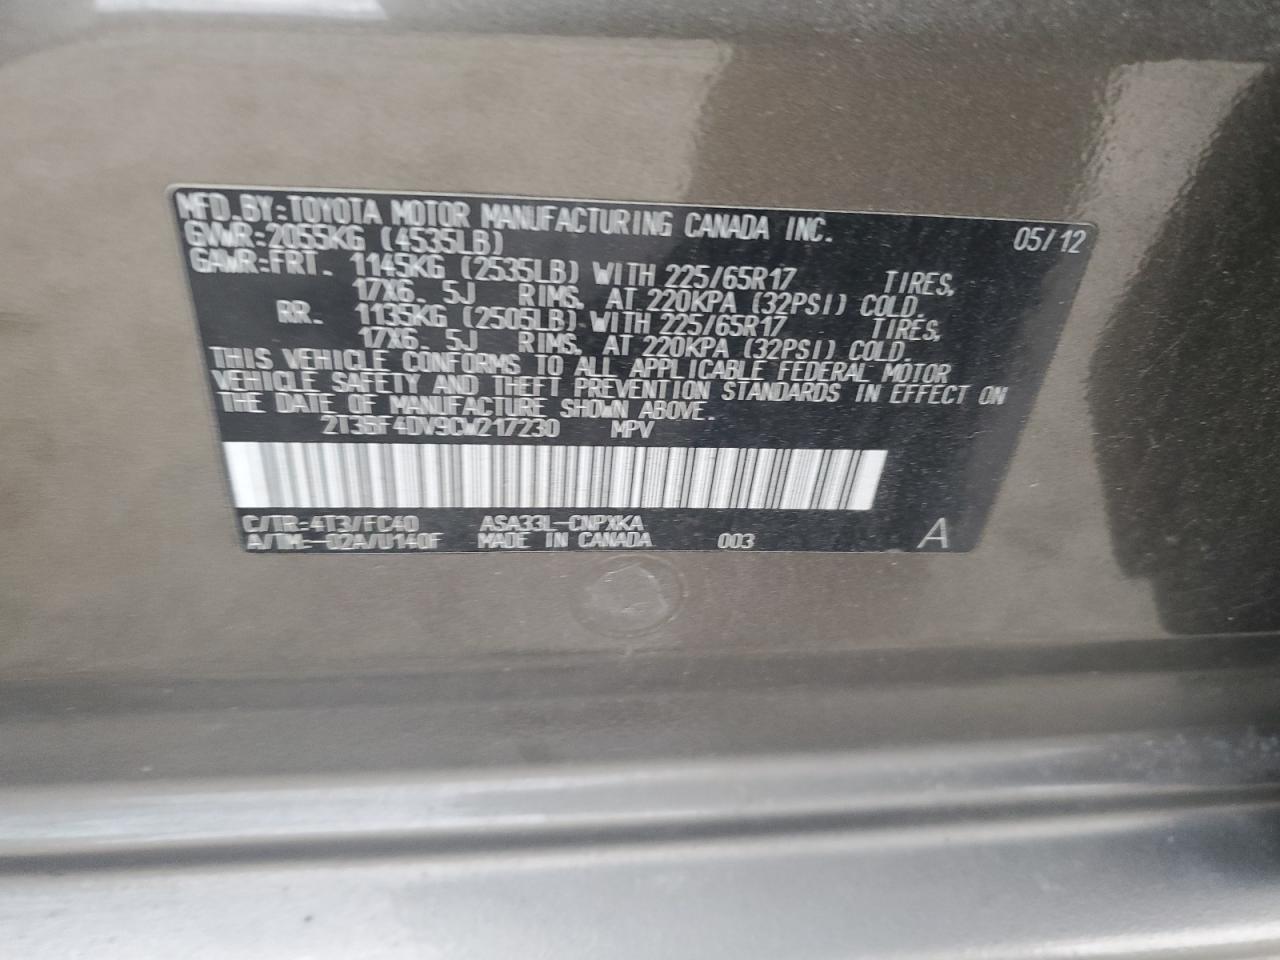 MFD. BY: TOYOTA MOTOR MANUFACTURING CANADA INC. 05/12
GVWR: 2055KG (4535LB)
GAWR: FRT. 1145KG (2535LB) WITH 225/65R17 TIRES,
17X6. 5J RIMS, AT 220KPA (32PSI) COLD.
RR. 1135KG (2505LB) WITH 225/65R17 TIRES,
17X6. 5J RIMS, AT 220KPA (32PSI) COLD.
THIS VEHICLE CONFORMS TO ALL APPLICABLE FEDERAL MOTOR
VEHICLE SAFETY AND THEFT PREVENTION STANDARDS IN EFFECT ON
THE DATE OF MANUFACTURE SHOWN ABOVE.
2T3BF4DV9CW217230 MPV
C/TR: 4T3/FC40 ASA33L-CNPXKA
A/TM: -02A/U140F MADE IN CANADA 003 A